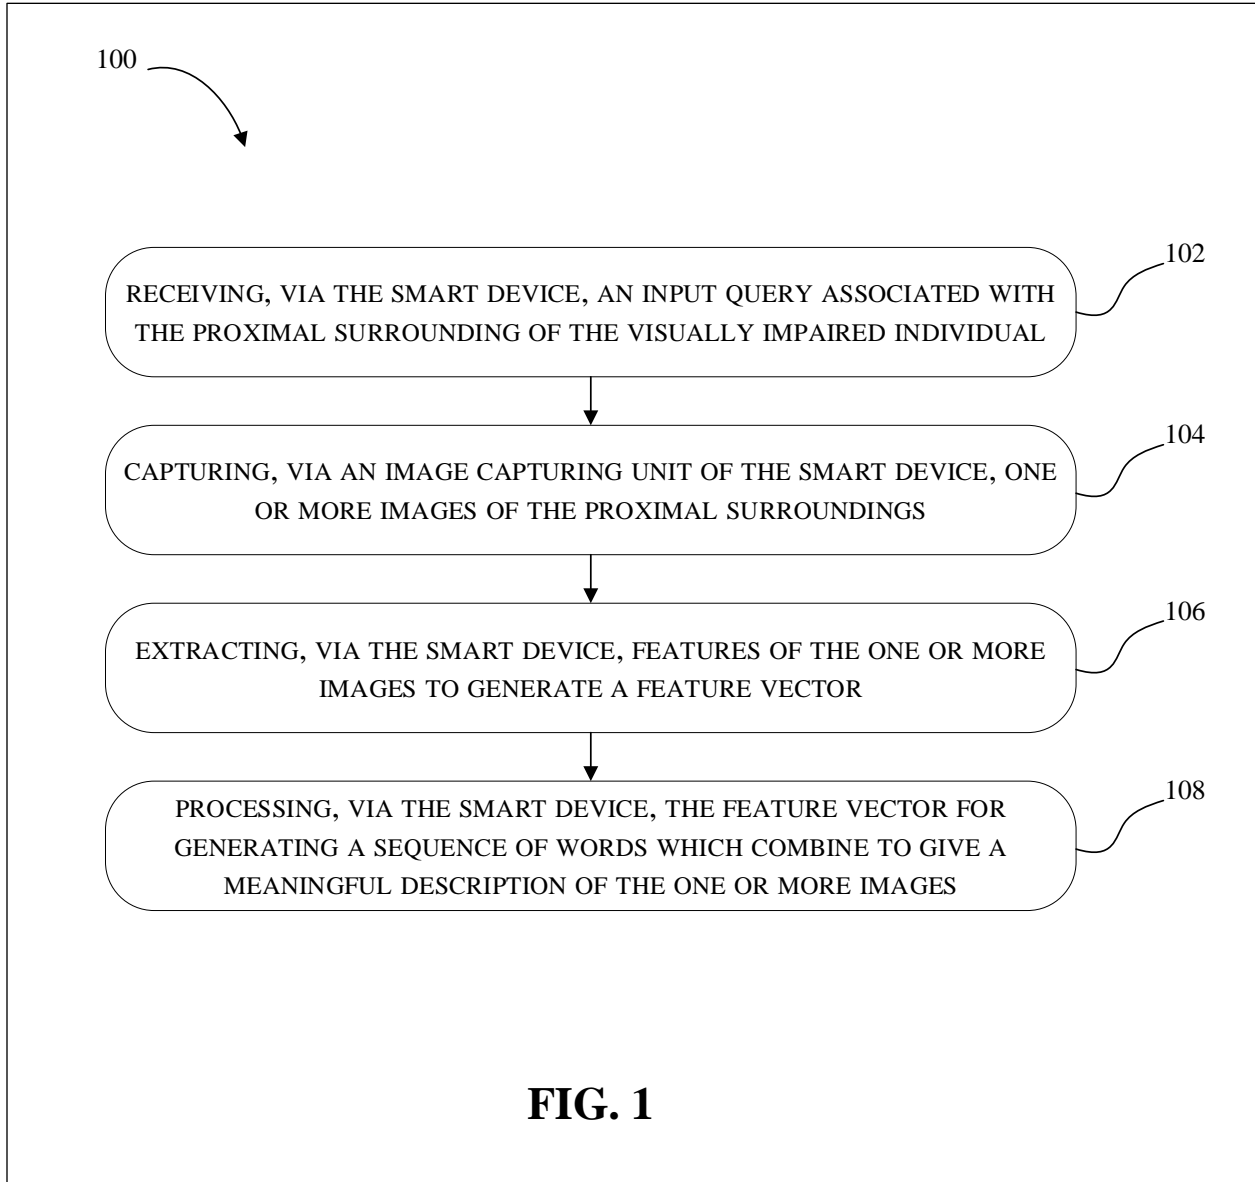 100
102
RECEIVING, VIA THE SMART DEVICE, AN INPUT QUERY ASSOCIATED WITH
THE PROXIMAL SURROUNDING OF THE VISUALLY IMPAIRED INDIVIDUAL
104
CAPTURING, VIA AN IMAGE CAPTURING UNIT OF THE SMART DEVICE, ONE
OR MORE IMAGES OF THE PROXIMAL SURROUNDINGS
106
EXTRACTING, VIA THE SMART DEVICE, FEATURES OF THE ONE OR MORE
IMAGES TO GENERATE A FEATURE VECTOR
108
PROCESSING, VIA THE SMART DEVICE, THE FEATURE VECTOR FOR
GENERATING A SEQUENCE OF WORDS WHICH COMBINE TO GIVE A
MEANINGFUL DESCRIPTION OF THE ONE OR MORE IMAGES
FIG. 1